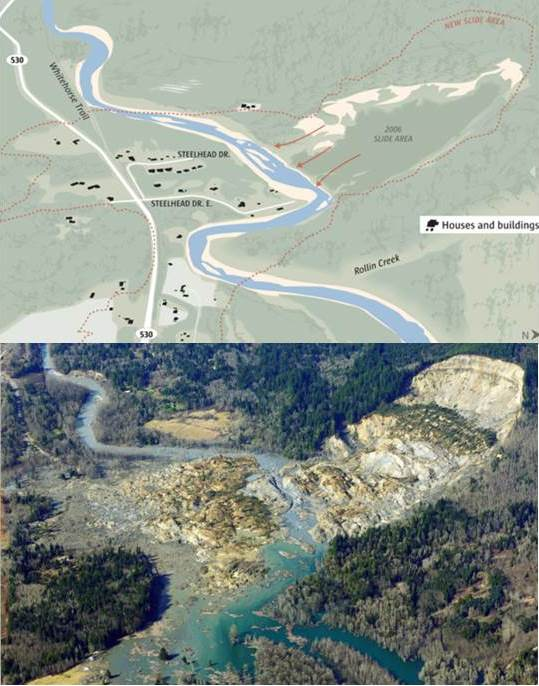 NEW SLIDE AREA
530
Whitehorse Trail
2006
SLIDE AREA
STEELHEAD DR.
STEELHEAD DR. E.
Houses and buildings
Rollin Creek
530
N